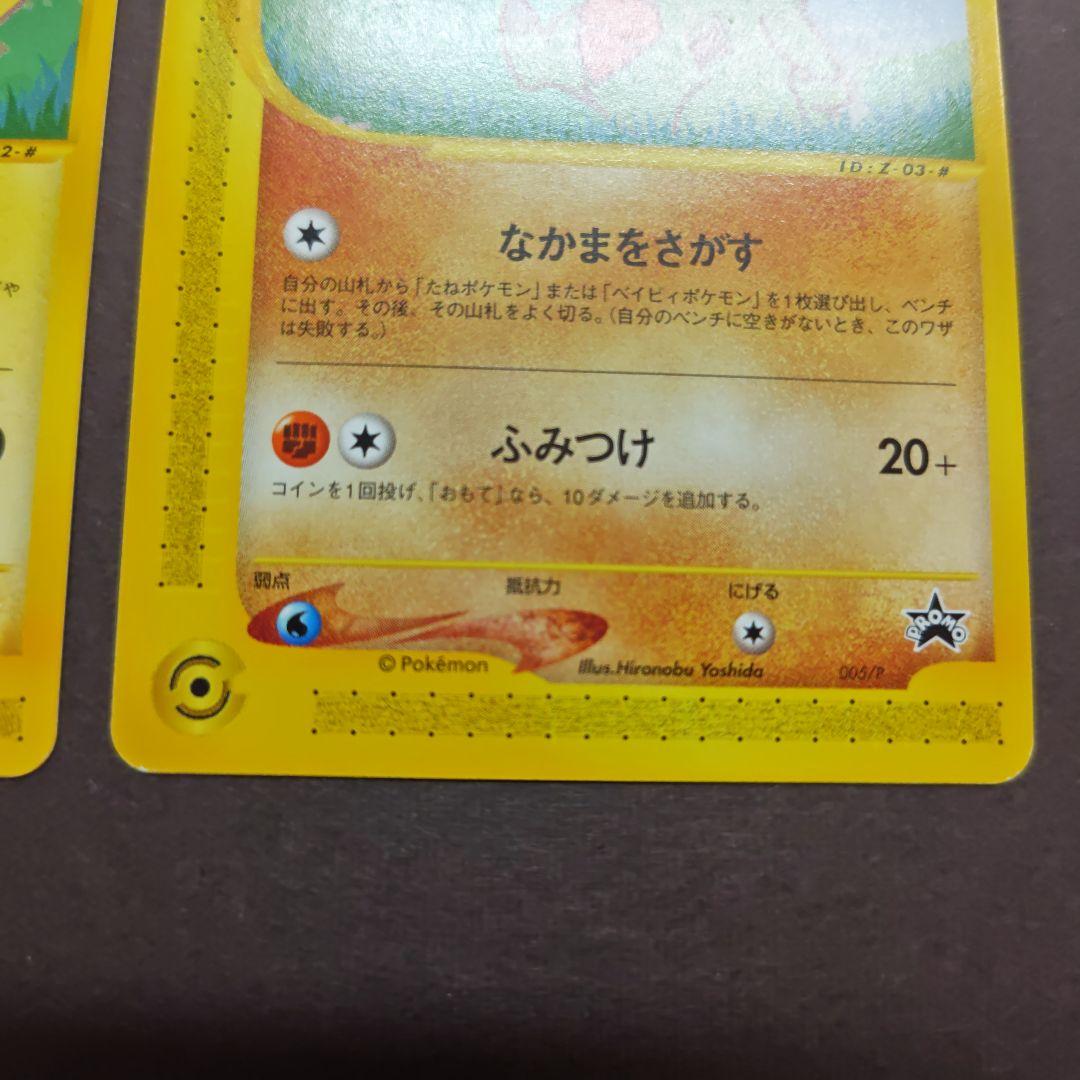 2-#
ID:Z-03-#
なかまをさがす
自分の山札から「たねポケモン」または「ベイビィポケモン」を1枚選び出し、ベンチ
に出す。その後、その山札をよく切る。(自分のベンチに空きがないとき、このワザ
は失敗する。)
や
ふみつけ
20+
コインを1回投げ、「おもて」なら、10ダメージを追加する。
弱点
抵抗力
にげる
PROMO
© Pokémon
Illus.Hironobu Yoshida
005/P